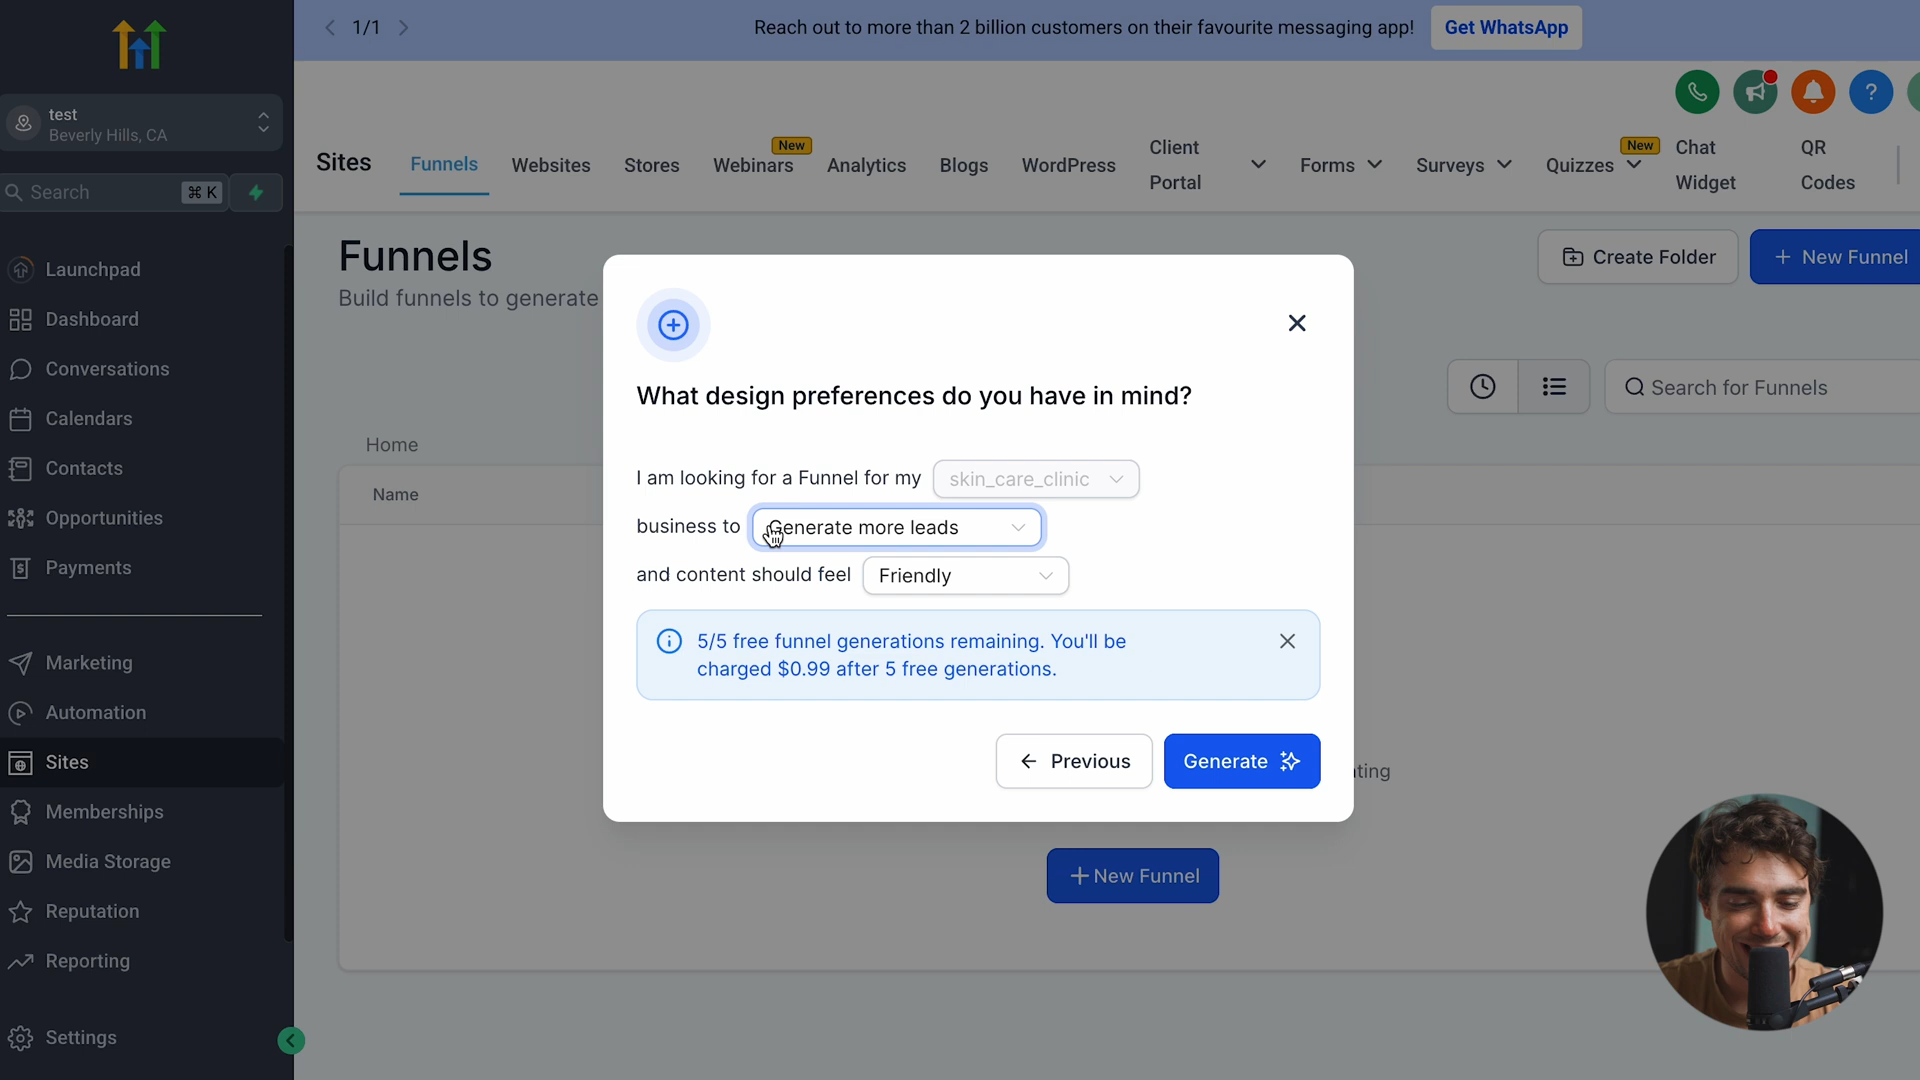 1/1
Reach out to more than 2 billion customers on their favourite messaging app!
Get WhatsApp
test
Beverly Hills, CA
Search
⌘ K
Launchpad
Dashboard
Conversations
Calendars
Contacts
Opportunities
Payments
Marketing
Automation
Sites
Memberships
Media Storage
Reputation
Reporting
Settings
Sites
Funnels
Websites
Stores
Webinars
New
Analytics
Blogs
WordPress
Client
Portal
Forms
Surveys
Quizzes
New
Chat
Widget
QR
Codes
Funnels
Build funnels to generate
Create Folder
+ New Funnel
Search for Funnels
Home
Name
What design preferences do you have in mind?
I am looking for a Funnel for my skin_care_clinic
business to Generate more leads
and content should feel Friendly
5/5 free funnel generations remaining. You'll be
charged $0.99 after 5 free generations.
Previous
Generate
ting
+ New Funnel